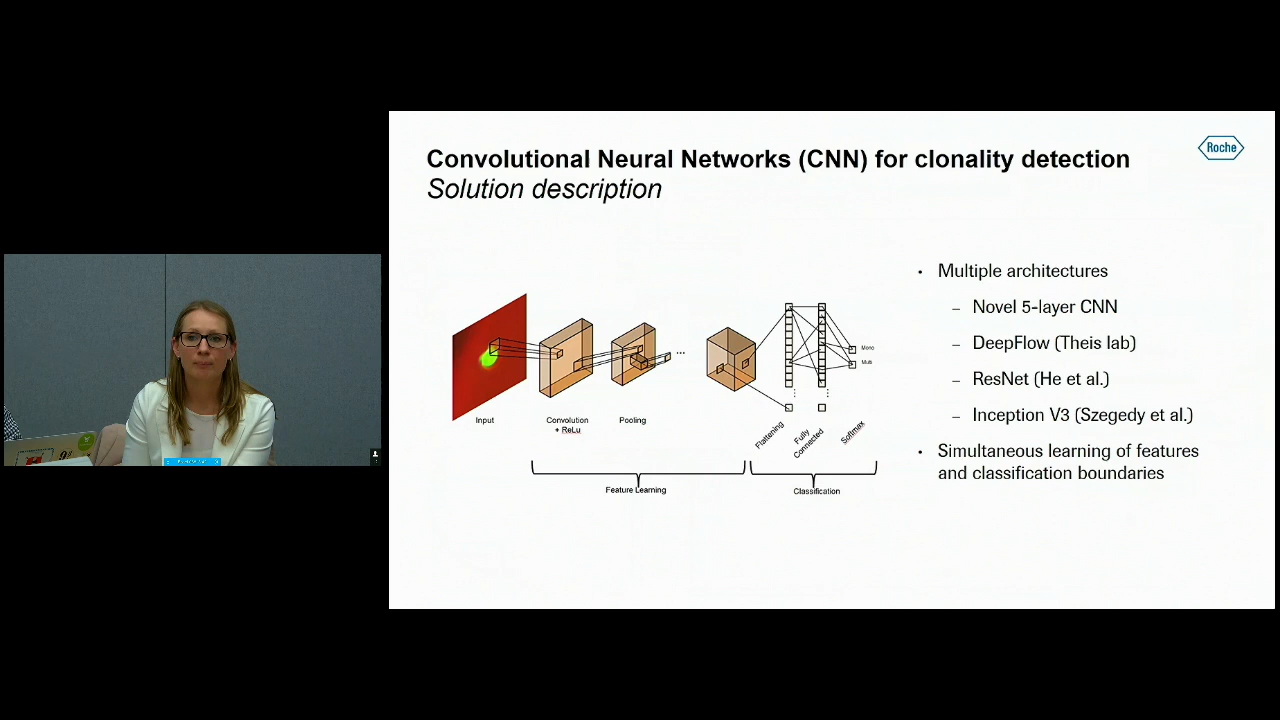 Convolutional Neural Networks (CNN) for clonality detection
Solution description
Roche
• Multiple architectures
– Novel 5-layer CNN
– DeepFlow (Theis lab)
– ResNet (He et al.)
– Inception V3 (Szegedy et al.)
• Simultaneous learning of features
and classification boundaries
...
Mono
Multi
Input
Convolution
+ ReLu
Pooling
Flattening
Fully
Connected
Softmax
Feature Learning
Classification